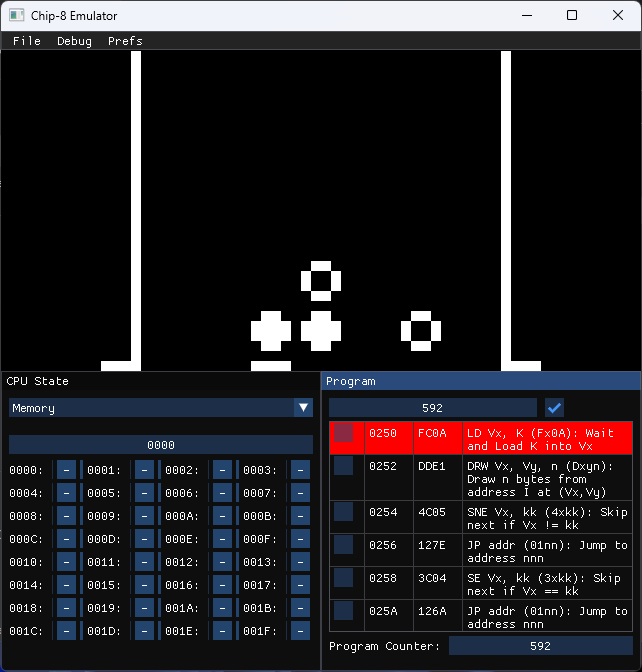 Chip-8 Emulator
File Debug Prefs
CPU State
Memory
0000
0000: - 0001: - 0002: - 0003: -
0004: - 0005: - 0006: - 0007: -
0008: - 0009: - 000A: - 000B: -
000C: - 000D: - 000E: - 000F: -
0010: - 0011: - 0012: - 0013: -
0014: - 0015: - 0016: - 0017: -
0018: - 0019: - 001A: - 001B: -
001C: - 001D: - 001E: - 001F: -
Program
592
0250 FC0A LD Vx, K (Fx0A): Wait
and Load K into Vx
0252 DDE1 DRW Vx, Vy, n (Dxyn):
Draw n bytes from
address I at (Vx,Vy)
0254 4C05 SNE Vx, kk (4xkk): Skip
next if Vx != kk
0256 127E JP addr (01nn): Jump to
address nnn
0258 3C04 SE Vx, kk (3xkk): Skip
next if Vx == kk
025A 126A JP addr (01nn): Jump to
address nnn
Program Counter: 592